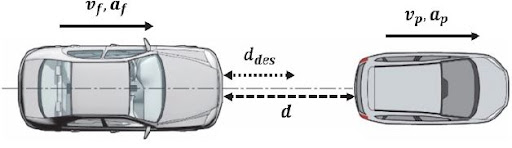 v_f, a_f
v_p, a_p
d_des
d